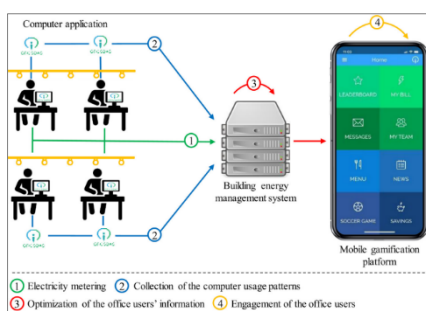 Computer application
2
4
3
Home
LEADERBOARD
MY BILL
1
MESSAGES
MY TEAM
Building energy
management system
MENU
NEWS
2
SOCCER GAME
SAVINGS
Mobile gamification
platform
1 Electricity metering 2 Collection of the computer usage patterns
3 Optimization of the office users' information 4 Engagement of the office users